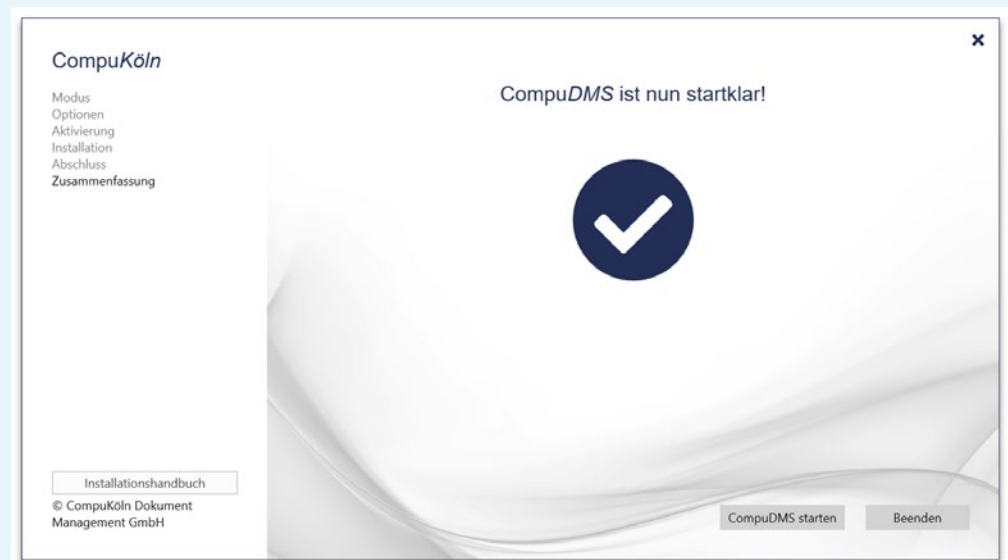 CompuKöln
Modus
Optionen
Aktivierung
Installation
Abschluss
Zusammenfassung
CompuDMS ist nun startklar!
Installationshandbuch
© CompuKöln Dokument
Management GmbH
CompuDMS starten
Beenden